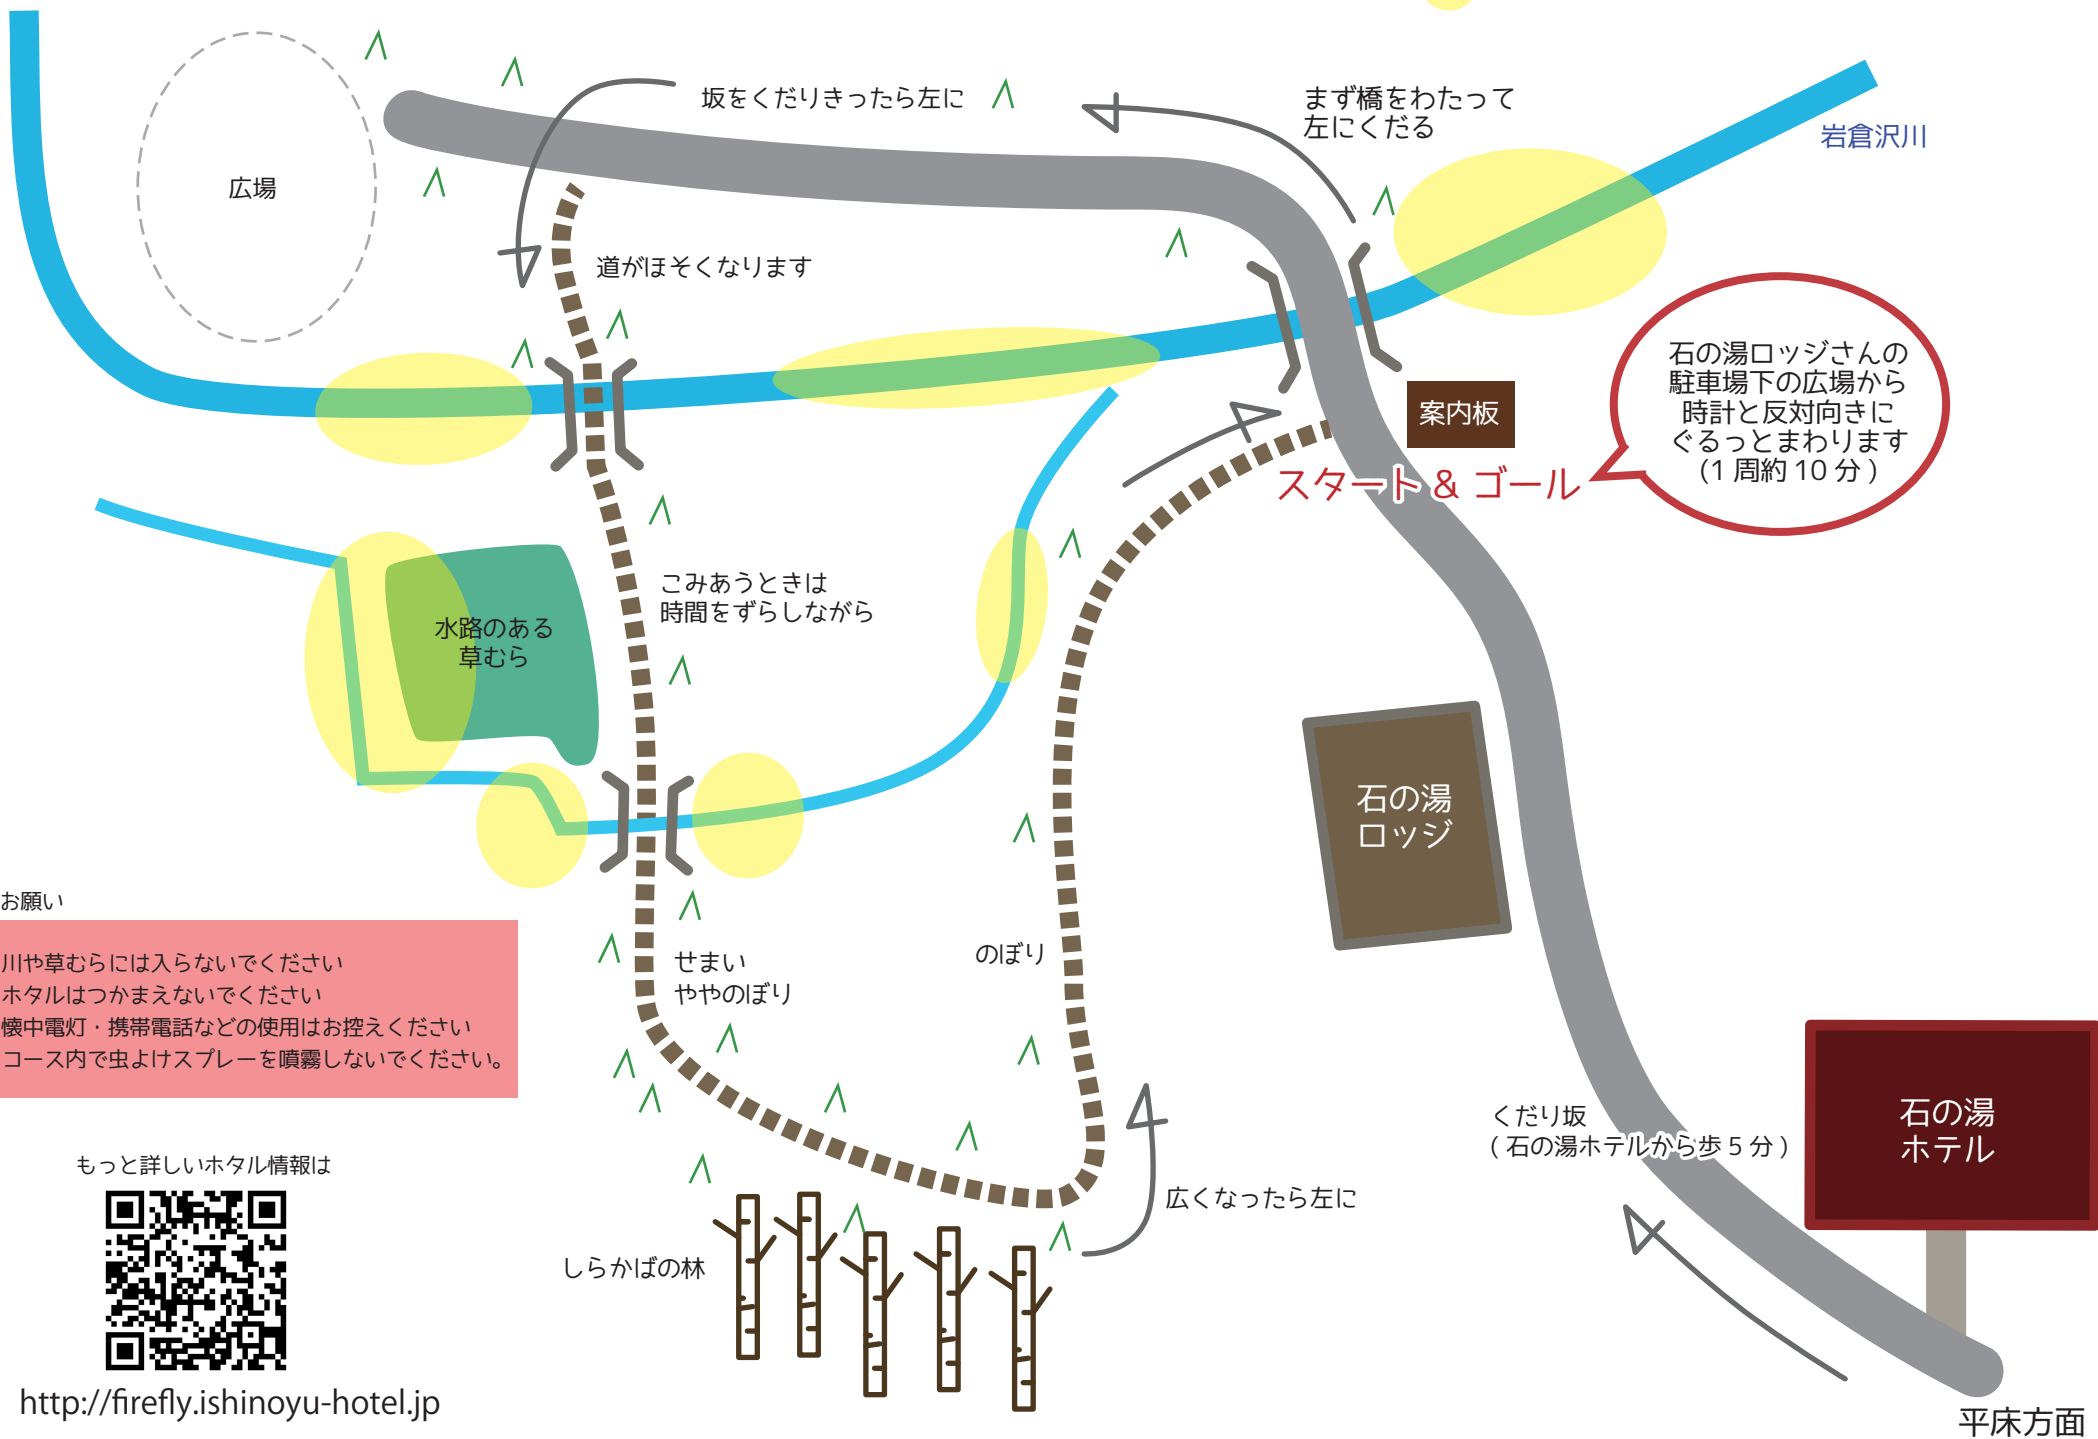 坂をくだりきったら左に
まず橋をわたって
左にくだる
岩倉沢川
広場
道がほそくなります
石の湯ロッジさんの
駐車場下の広場から
時計と反対向きに
ぐるっとまわります
(1 周約 10 分 )
案内板
スタート & ゴール
こみあうときは
時間をずらしながら
水路のある
草むら
石の湯
ロッジ
お願い
川や草むらには入らないでください
ホタルはつかまえないでください
懐中電灯・携帯電話などの使用はお控えください
コース内で虫よけスプレーを噴霧しないでください。
せまい
ややのぼり
のぼり
くだり坂
( 石の湯ホテルから歩 5 分 )
石の湯
ホテル
もっと詳しいホタル情報は
広くなったら左に
しらかばの林
http://firefly.ishinoyu-hotel.jp
平床方面